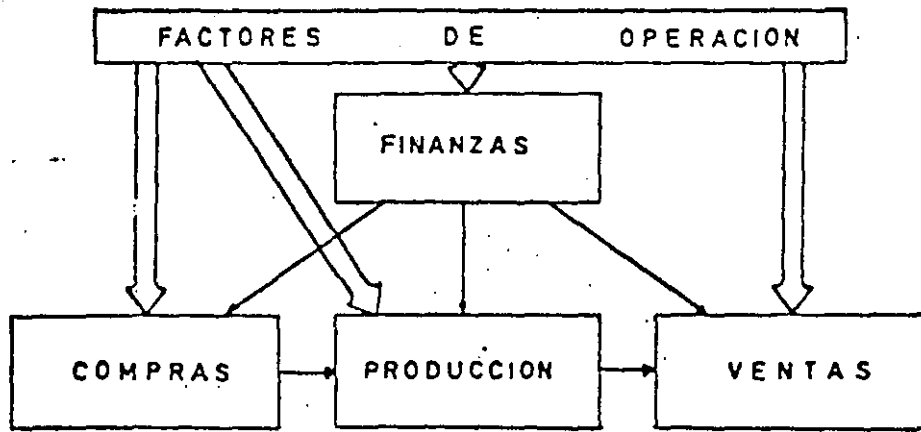 FACTORES DE OPERACION
FINANZAS
COMPRAS PRODUCCION VENTAS